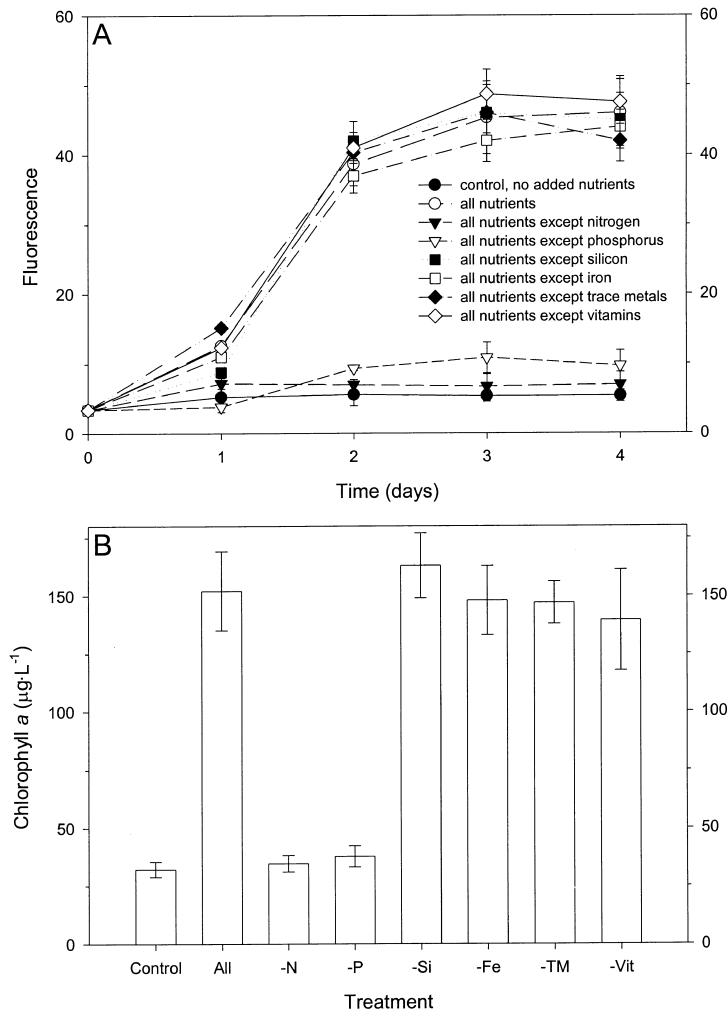 A
60
60
40
40
20
20
0
0
Fluorescence
control, no added nutrients
all nutrients
all nutrients except nitrogen
all nutrients except phosphorus
all nutrients except silicon
all nutrients except iron
all nutrients except trace metals
all nutrients except vitamins
0 1 2 3 4
Time (days)
B
150
150
100
100
50
50
0
0
Chlorophyll a (µg·L⁻¹)
Control All -N -P -Si -Fe -TM -Vit
Treatment